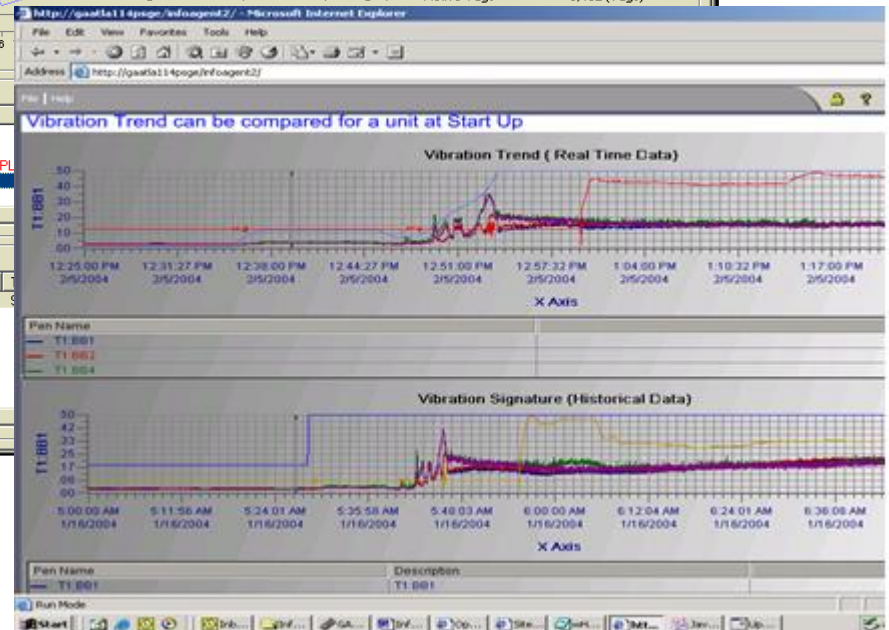 http://gaatla114psge/infoagent2/ - Microsoft Internet Explorer
File Edit View Favorites Tools Help
Address http://gaatla114psge/infoagent2/
File | Help
Vibration Trend can be compared for a unit at Start Up
Vibration Trend ( Real Time Data)
T1:BB1
.50
.40
.30
.20
.10
.00
12:25:00 PM 12:31:27 PM 12:38:00 PM 12:44:27 PM 12:51:00 PM 12:57:32 PM 1:04:00 PM 1:10:32 PM 1:17:00 PM
2/5/2004 2/5/2004 2/5/2004 2/5/2004 2/5/2004 2/5/2004 2/5/2004 2/5/2004 2/5/2004
X Axis
Pen Name
T1:BB1
T1:BB2
T1:BB4
Vibration Signature (Historical Data)
T1:BB1
.50
.42
.33
.25
.17
.08
.00
5:00:00 AM 5:11:56 AM 5:24:01 AM 5:35:58 AM 5:48:03 AM 6:00:00 AM 6:12:04 AM 6:24:01 AM 6:36:08 AM
1/16/2004 1/16/2004 1/16/2004 1/16/2004 1/16/2004 1/16/2004 1/16/2004 1/16/2004 1/16/2004
X Axis
Pen Name Description
T1:BB1 T1:BB1
Run Mode
Start